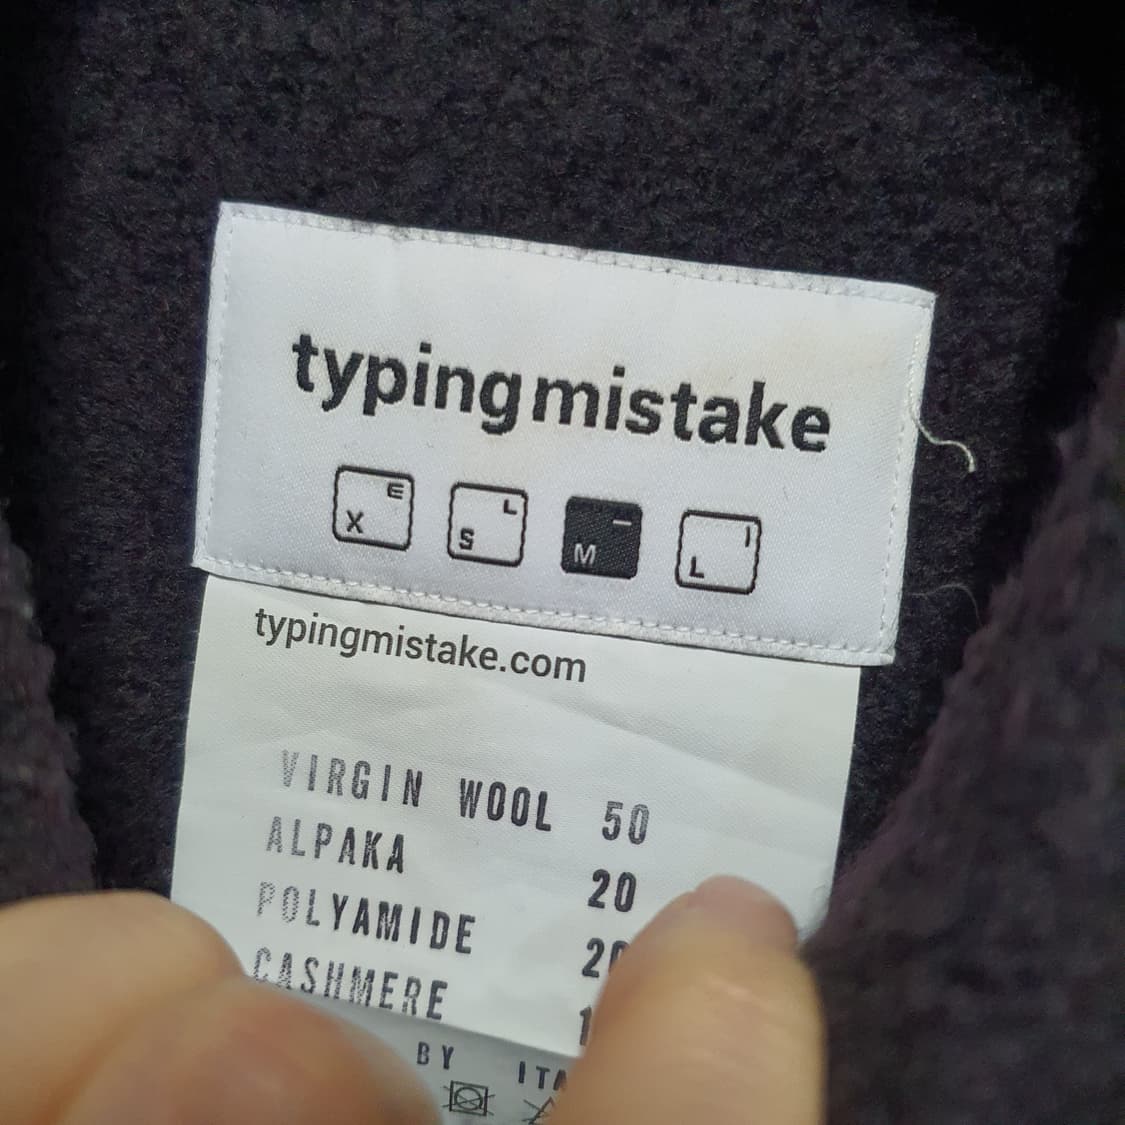 typingmistake
E X L S M I L
typingmistake.com
VIRGIN WOOL 50
ALPAKA 20
POLYAMIDE
CASHMERE
BY